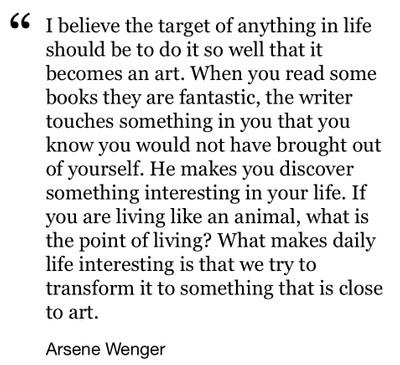 “ I believe the target of anything in life
should be to do it so well that it
becomes an art. When you read some
books they are fantastic, the writer
touches something in you that you
know you would not have brought out
of yourself. He makes you discover
something interesting in your life. If
you are living like an animal, what is
the point of living? What makes daily
life interesting is that we try to
transform it to something that is close
to art.
Arsene Wenger